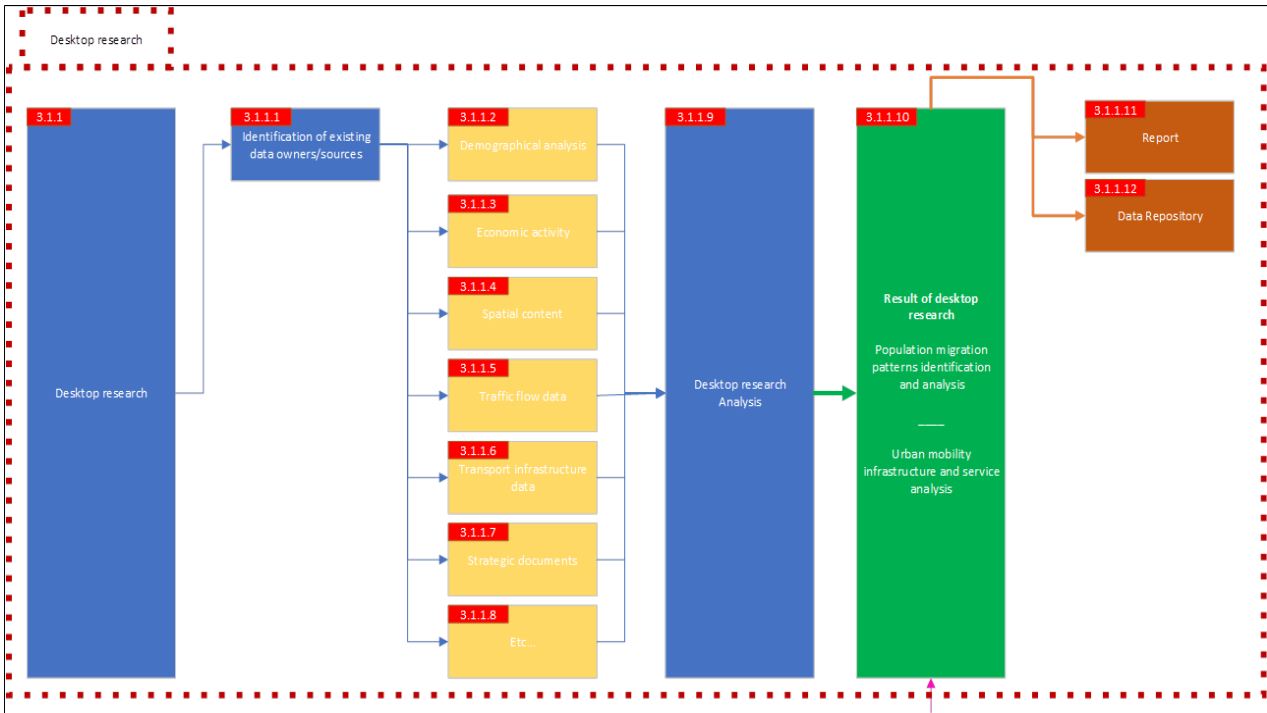 Desktop research
3.1.1
Desktop research
3.1.1.1
Identification of existing
data owners/sources
3.1.1.2
Demographical analysis
3.1.1.3
Economic activity
3.1.1.4
Spatial content
3.1.1.5
Traffic flow data
3.1.1.6
Transport infrastructure
data
3.1.1.7
Strategic documents
3.1.1.8
Etc...
3.1.1.9
Desktop research
Analysis
3.1.1.10
Result of desktop
research
Population migration
patterns identification
and analysis
Urban mobility
infrastructure and service
analysis
3.1.1.11
Report
3.1.1.12
Data Repository